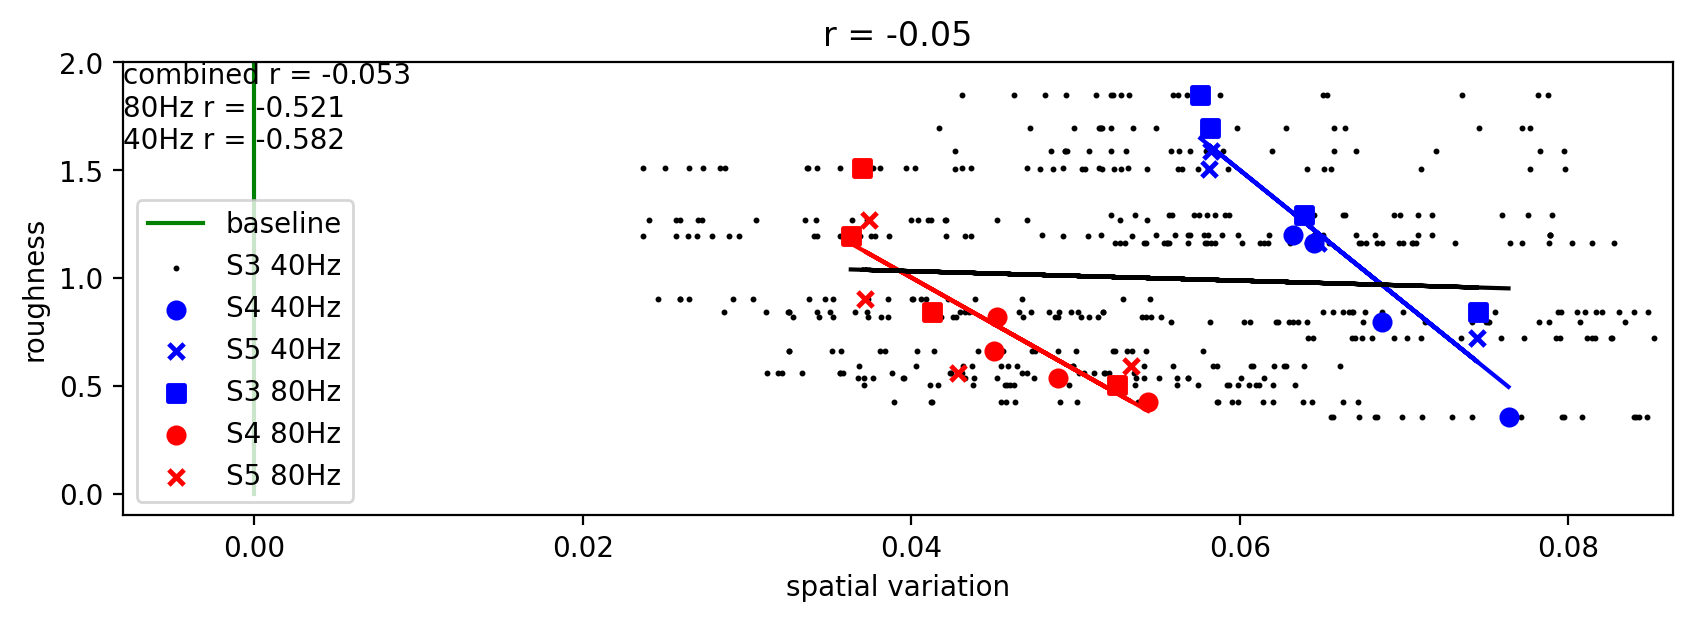 r = -0.05
combined r = -0.053
80Hz r = -0.521
40Hz r = -0.582
2.0
1.5
1.0
0.5
0.0
roughness
baseline
S3 40Hz
S4 40Hz
S5 40Hz
S3 80Hz
S4 80Hz
S5 80Hz
0.00 0.02 0.04 0.06 0.08
spatial variation